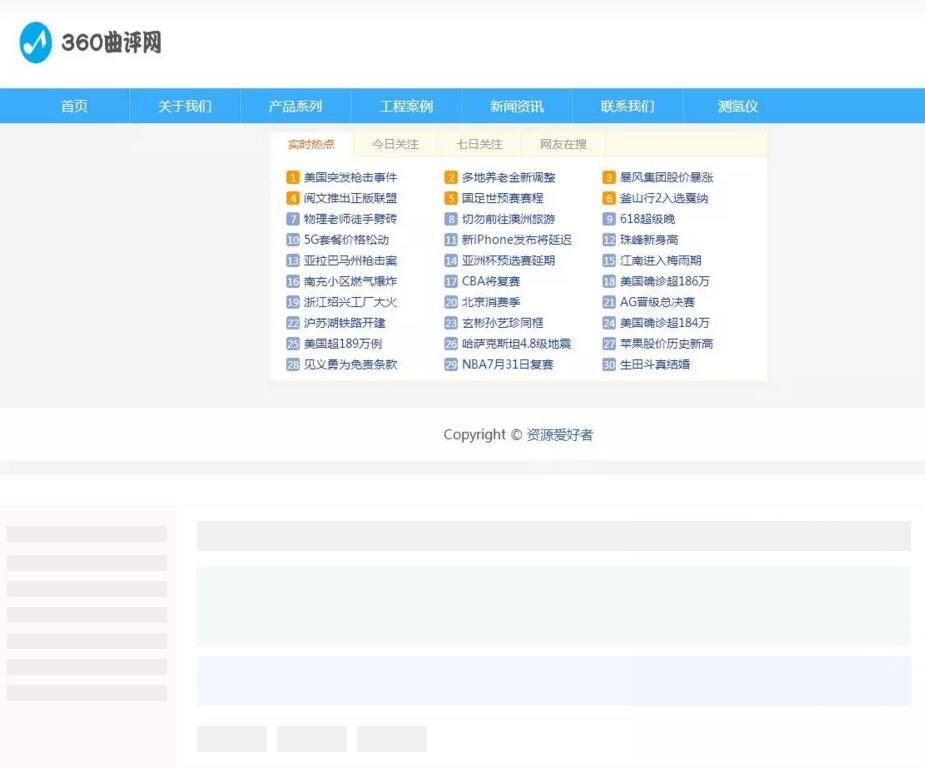 360曲评网
首页 关于我们 产品系列 工程案例 新闻资讯 联系我们 测氢仪
实时热点 今日关注 七日关注 网友在搜
1 美国突发枪击事件 2 多地养老金新调整 3 暴风集团股价暴涨
4 阅文推出正版联盟 5 国足世预赛赛程 6 釜山行2入选戛纳
7 物理老师徒手劈砖 8 切勿前往澳洲旅游 9 618超级晚
10 5G套餐价格松动 11 新iPhone发布将延迟 12 珠峰新身高
13 亚拉巴马州枪击案 14 亚洲杯预选赛延期 15 江南进入梅雨期
16 南充小区燃气爆炸 17 CBA将复赛 18 美国确诊超186万
19 浙江绍兴工厂大火 20 北京消费季 21 AG晋级总决赛
22 沪苏湖铁路开建 23 玄彬孙艺珍同框 24 美国确诊超184万
25 美国超189万例 26 哈萨克斯坦4.8级地震 27 苹果股价历史新高
28 见义勇为免责条款 29 NBA7月31日复赛 30 生田斗真结婚
Copyright © 资源爱好者